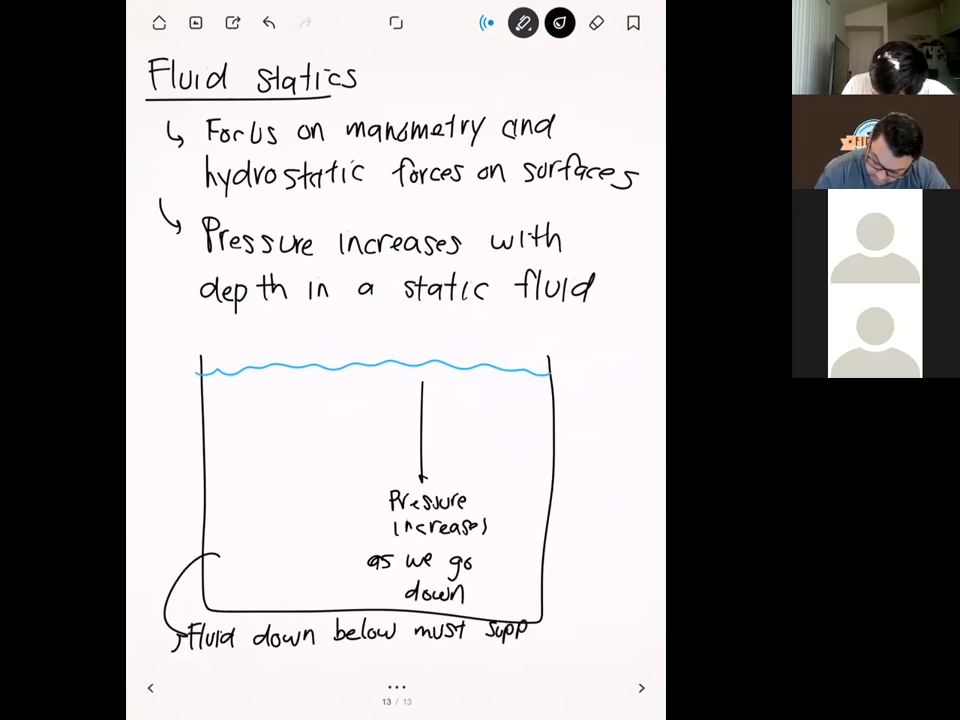 Fluid statics
Focus on manometry and
hydrostatic forces on surfaces
Pressure increases with
depth in a static fluid
Pressure
increases
as we go
down
Fluid down below must supp
13 / 13